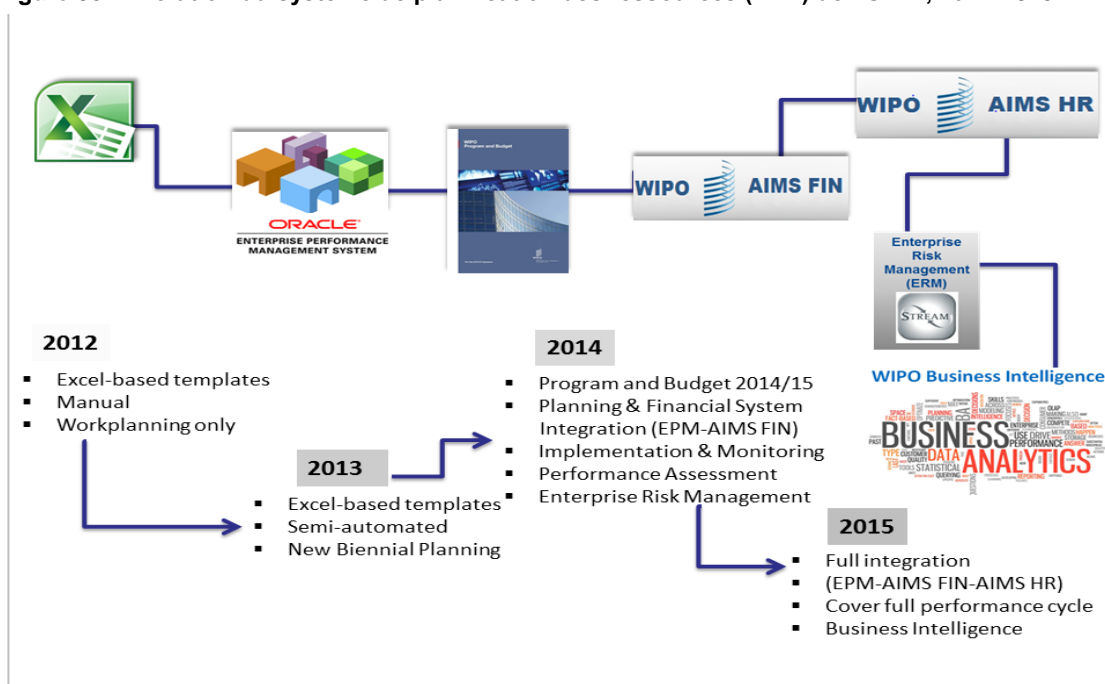 WIPO
AIMS HR
ORACLE
ENTERPRISE PERFORMANCE
MANAGEMENT SYSTEM
WIPO
Program and Budget
WIPO
AIMS FIN
Enterprise
Risk
Management
(ERM)
STREAM
2012
Excel-based templates
Manual
Workplanning only
2013
Excel-based templates
Semi-automated
New Biennial Planning
2014
Program and Budget 2014/15
Planning & Financial System
Integration (EPM-AIMS FIN)
Implementation & Monitoring
Performance Assessment
Enterprise Risk Management
WIPO Business Intelligence
BUSINESS
DATA
ANALYTICS
USE DRIVE
PERFORMANCE
STATISTICAL
2015
Full integration
(EPM-AIMS FIN-AIMS HR)
Cover full performance cycle
Business Intelligence